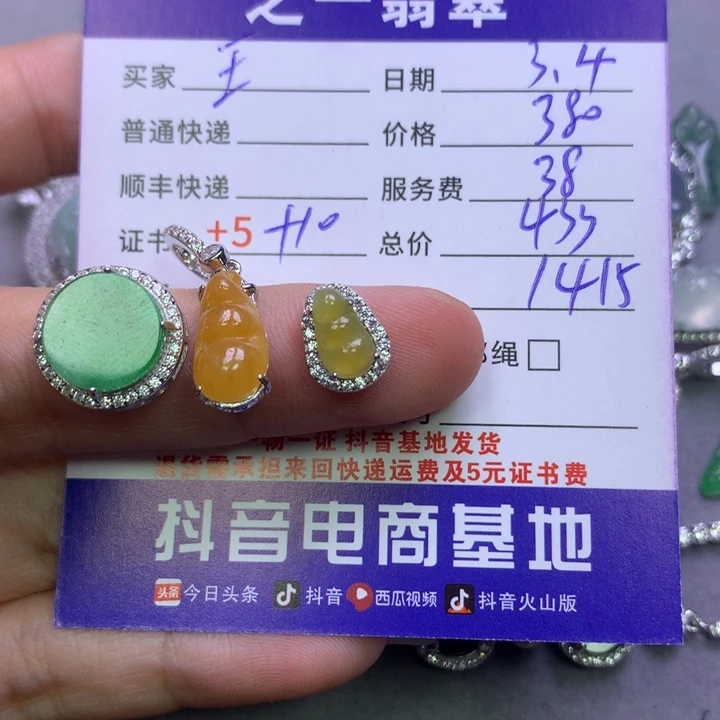 之一翡翠
买家 王 日期 3.4
普通快递 价格 380
顺丰快递 服务费 38
证书 +5 +10 总价 433
1415
绳
物一证 抖音基地发货
退货需承担来回快递运费及5元证书费
抖音电商基地
头条 今日头条 抖音 西瓜视频 抖音火山版